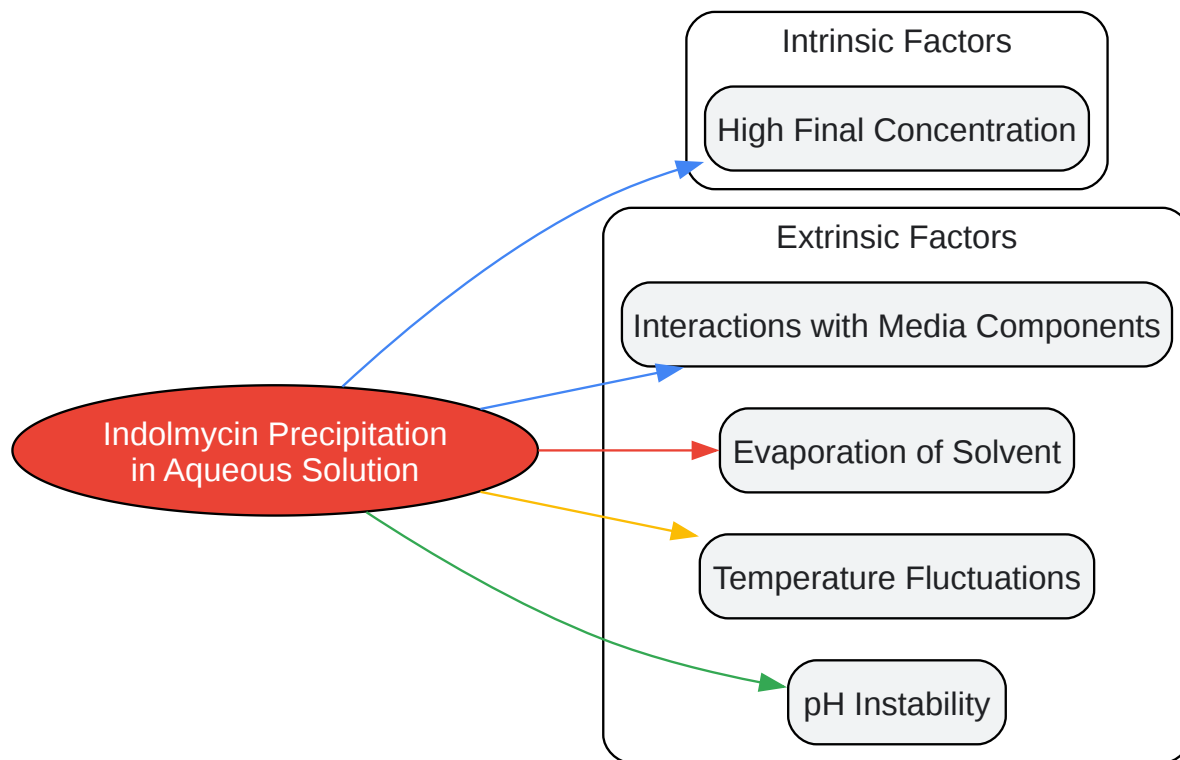 Intrinsic Factors
High Final Concentration
Extrinsic Factors
Interactions with Media Components
Indolmycin Precipitation
in Aqueous Solution
Evaporation of Solvent
Temperature Fluctuations
pH Instability